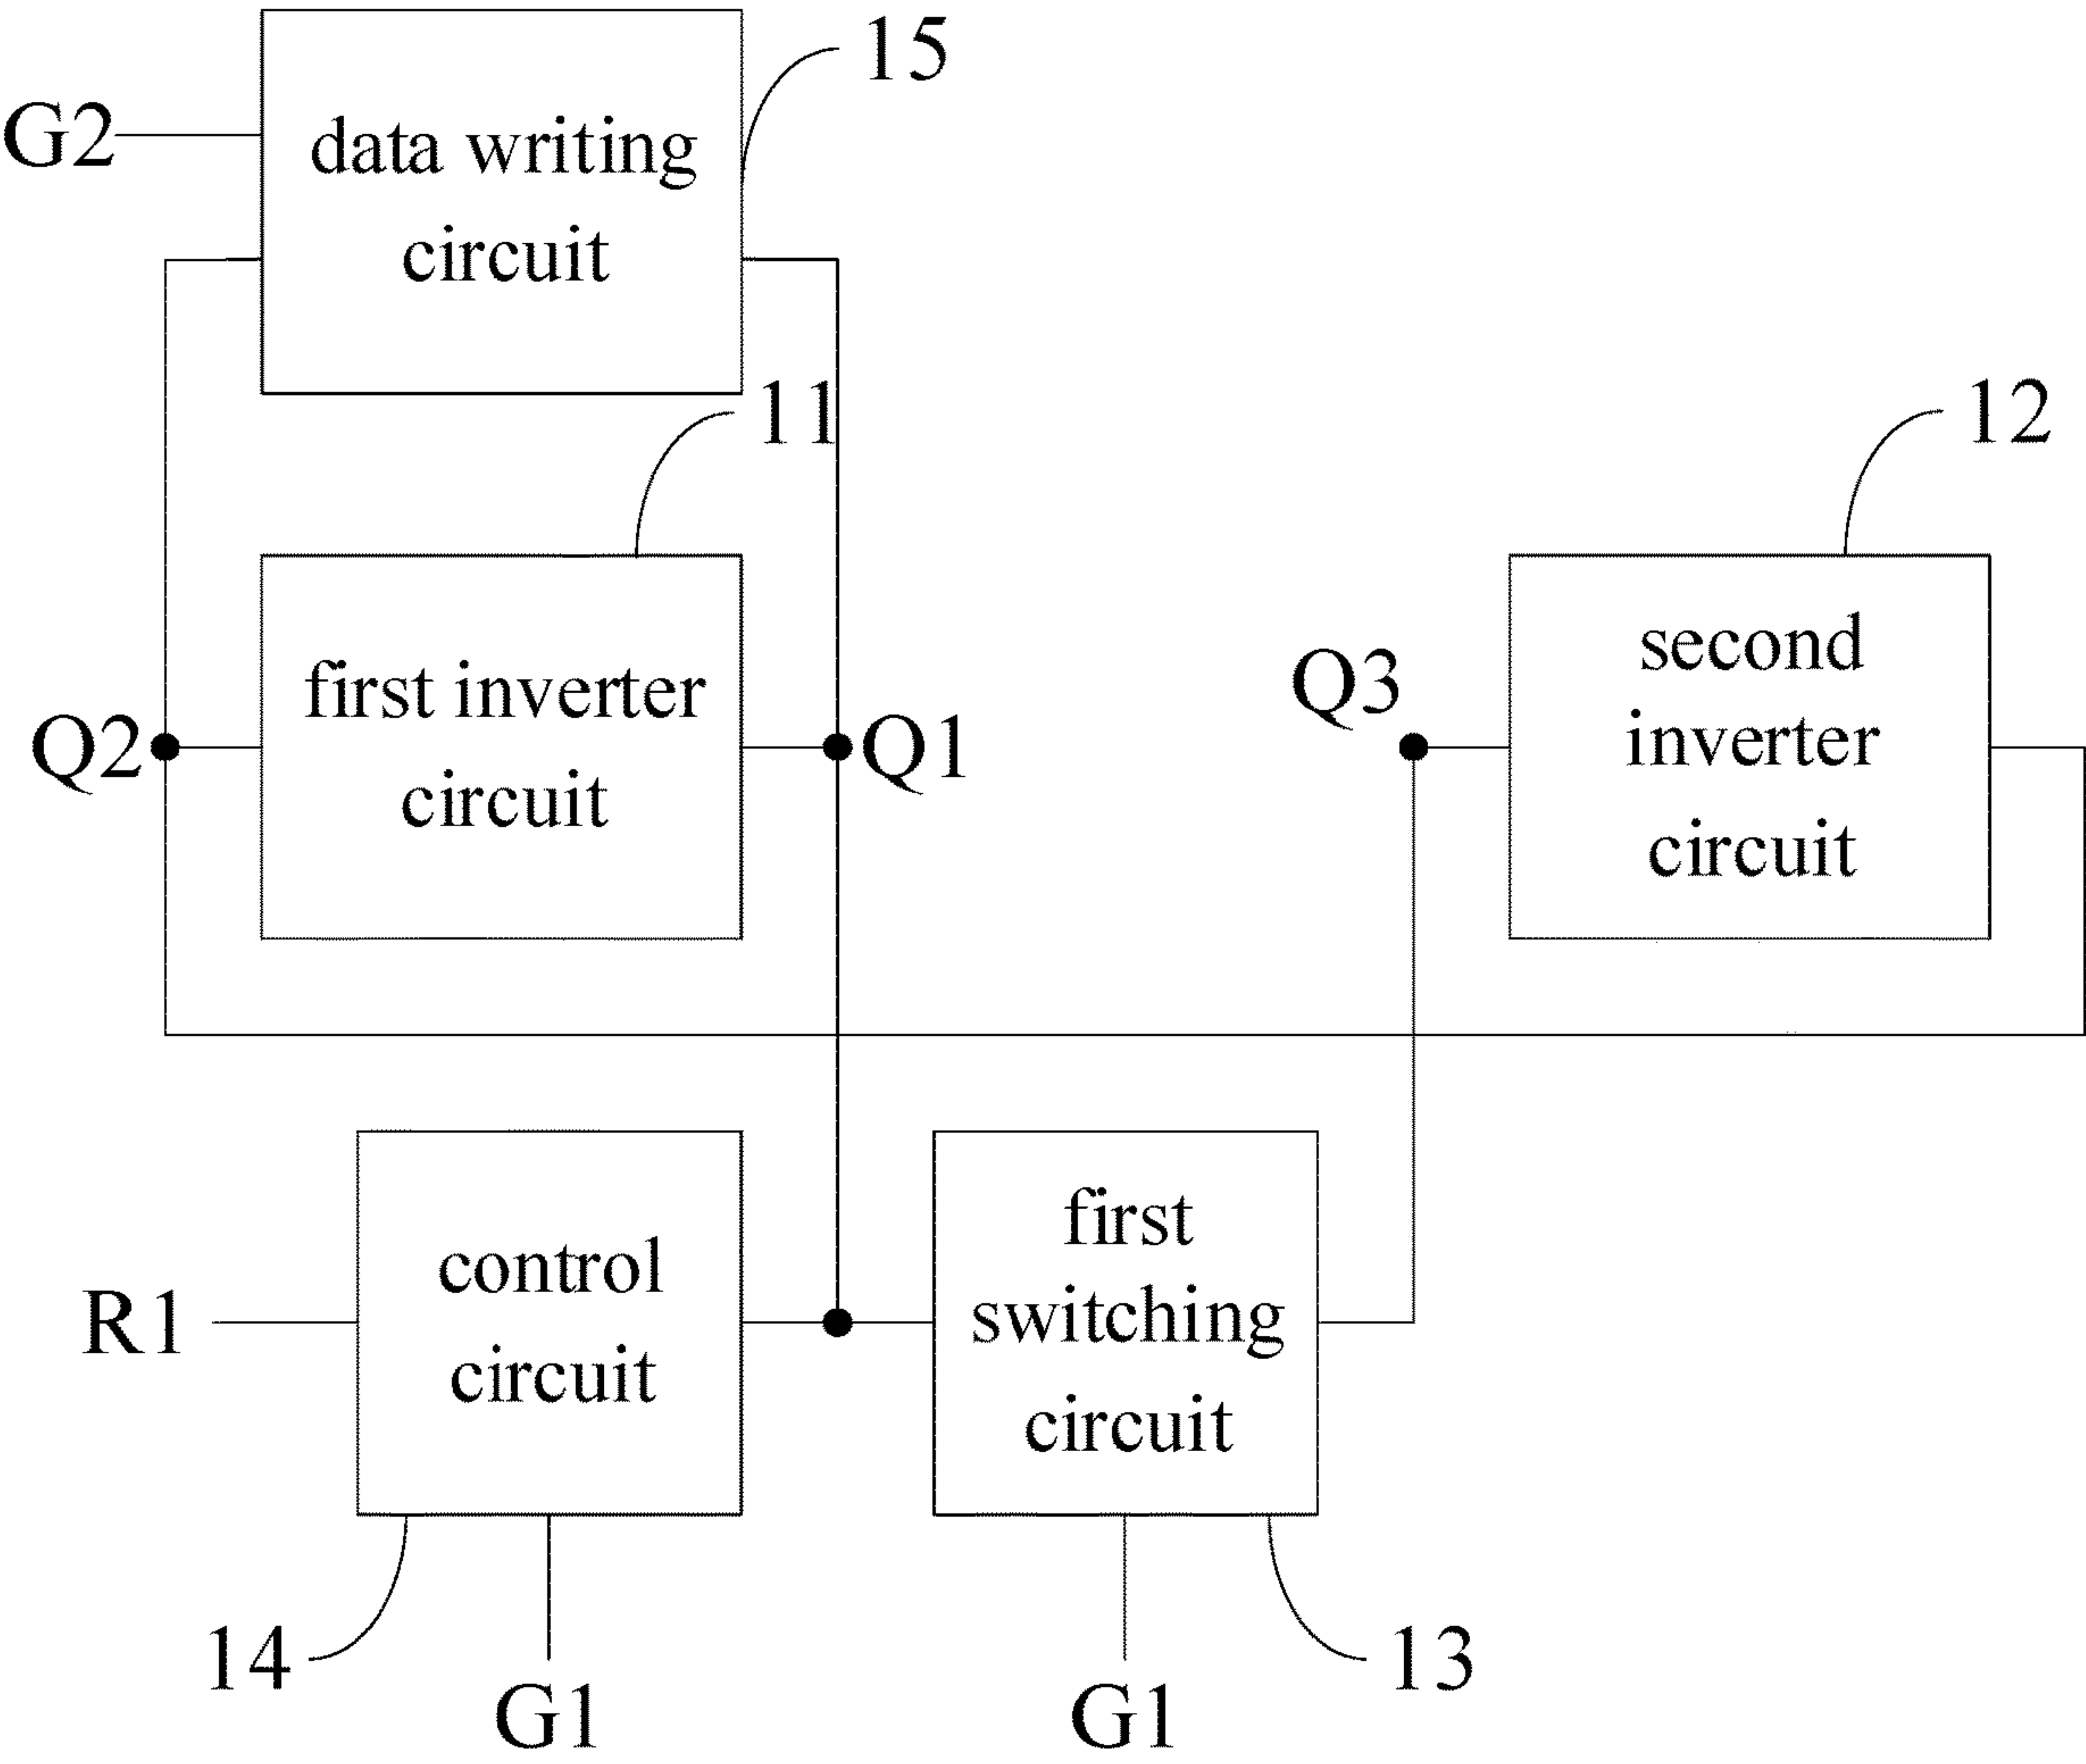 15
G2
data writing
circuit
11
12
first inverter
circuit
Q2
Q1
Q3
second
inverter
circuit
control
circuit
R1
first
switching
circuit
14
G1
G1
13